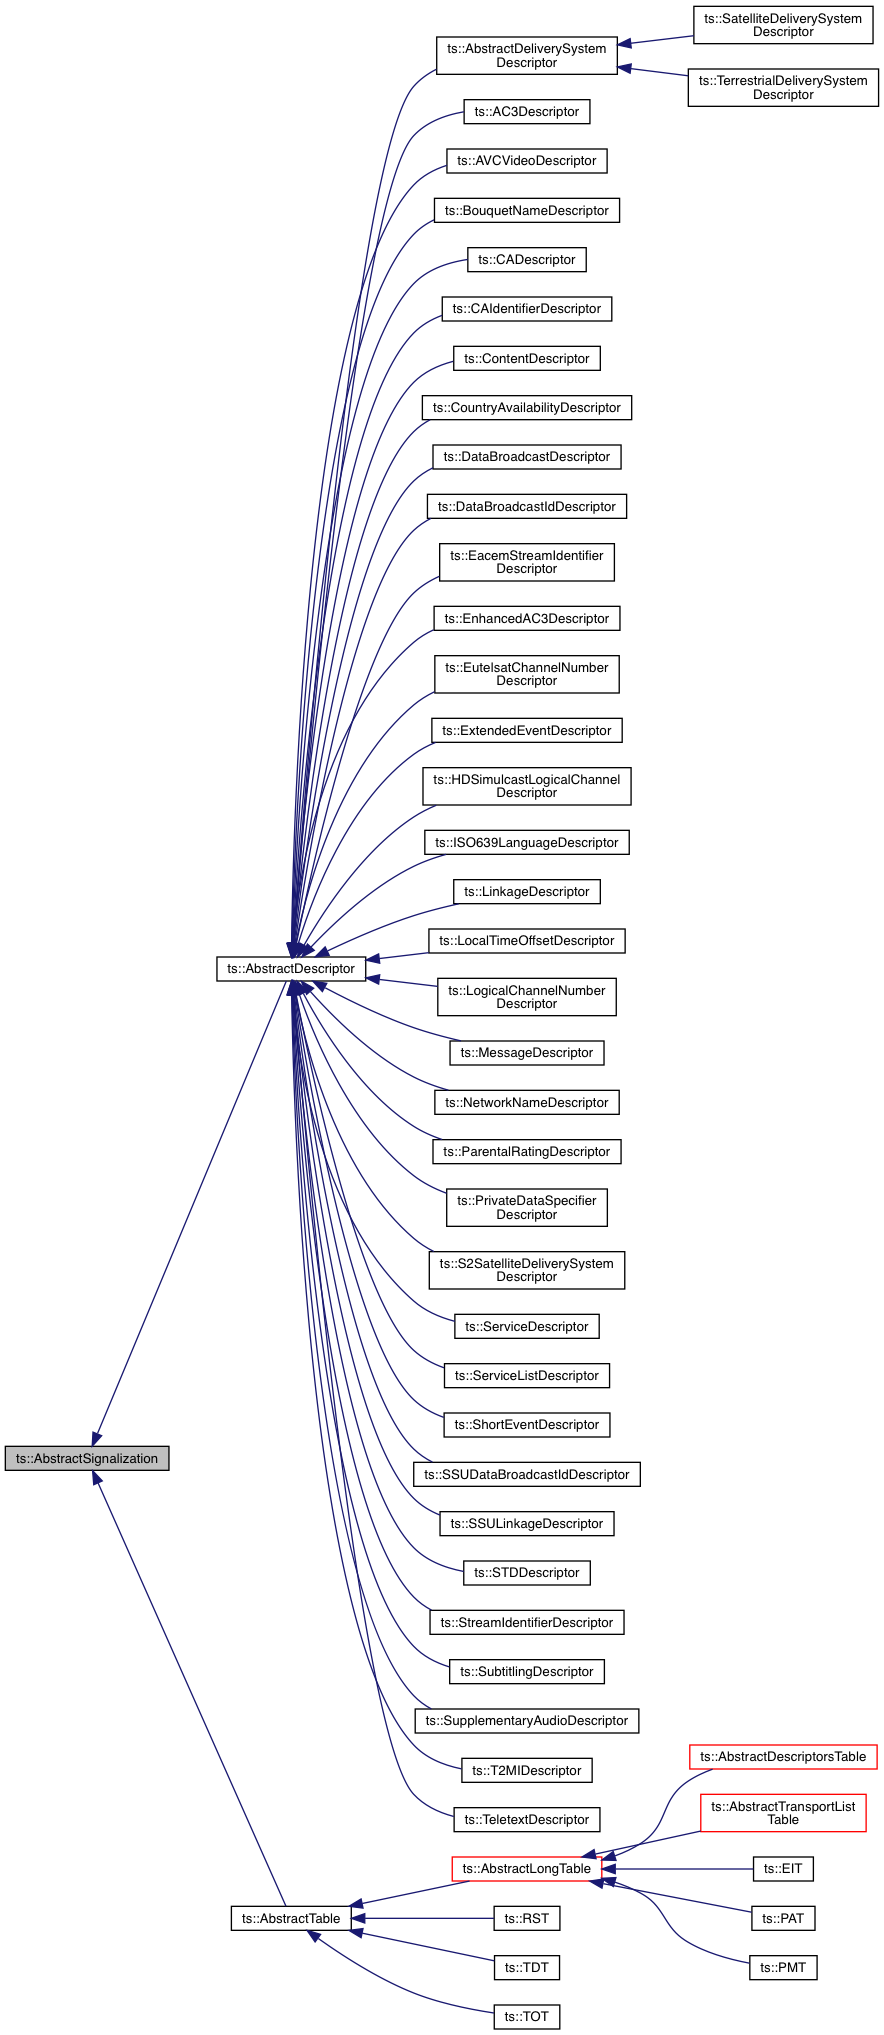 ts::SatelliteDeliverySystem
Descriptor
ts::AbstractDeliverySystem
Descriptor
ts::TerrestrialDeliverySystem
Descriptor
ts::AC3Descriptor
ts::AVCVideoDescriptor
ts::BouquetNameDescriptor
ts::CADescriptor
ts::CAIdentifierDescriptor
ts::ContentDescriptor
ts::CountryAvailabilityDescriptor
ts::DataBroadcastDescriptor
ts::DataBroadcastIdDescriptor
ts::EacemStreamIdentifier
Descriptor
ts::EnhancedAC3Descriptor
ts::EutelsatChannelNumber
Descriptor
ts::ExtendedEventDescriptor
ts::HDSimulcastLogicalChannel
Descriptor
ts::ISO639LanguageDescriptor
ts::LinkageDescriptor
ts::LocalTimeOffsetDescriptor
ts::AbstractDescriptor
ts::LogicalChannelNumber
Descriptor
ts::MessageDescriptor
ts::NetworkNameDescriptor
ts::ParentalRatingDescriptor
ts::PrivateDataSpecifier
Descriptor
ts::S2SatelliteDeliverySystem
Descriptor
ts::ServiceDescriptor
ts::ServiceListDescriptor
ts::ShortEventDescriptor
ts::AbstractSignalization
ts::SSUDataBroadcastIdDescriptor
ts::SSULinkageDescriptor
ts::STDDescriptor
ts::StreamIdentifierDescriptor
ts::SubtitlingDescriptor
ts::SupplementaryAudioDescriptor
ts::AbstractDescriptorsTable
ts::T2MIDescriptor
ts::AbstractTransportList
Table
ts::TeletextDescriptor
ts::AbstractLongTable
ts::EIT
ts::AbstractTable
ts::RST
ts::PAT
ts::TDT
ts::PMT
ts::TOT